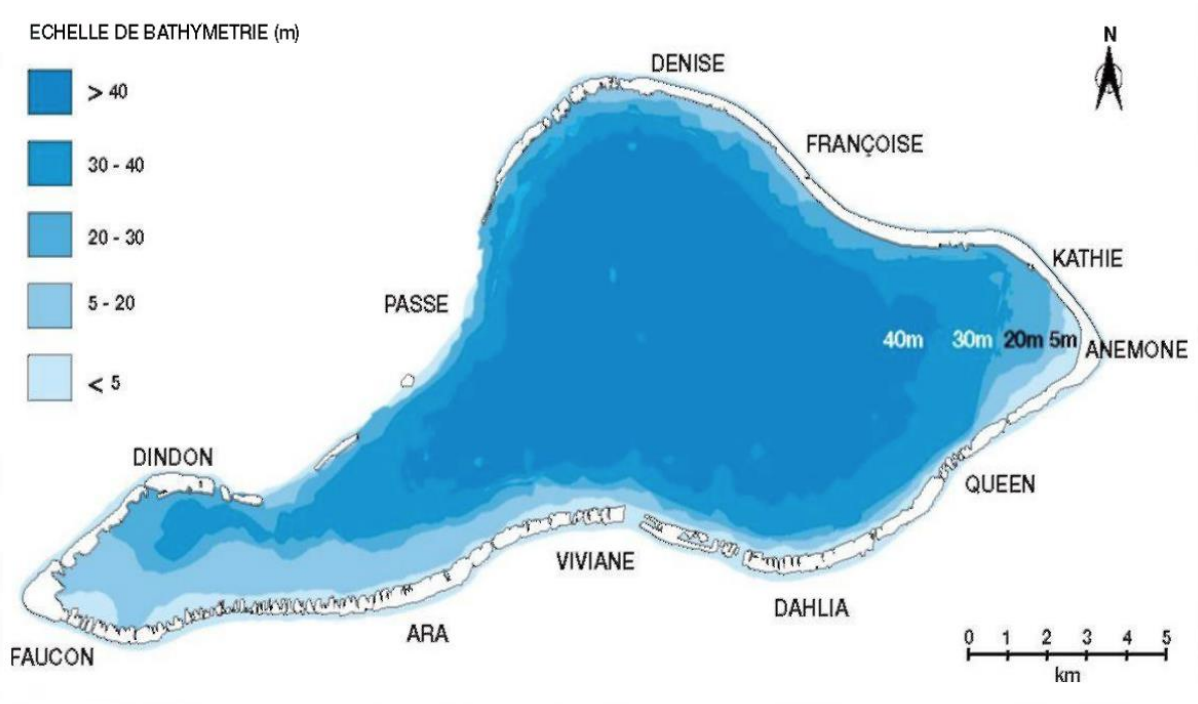 ECHELLE DE BATHYMETRIE (m)
> 40
30 - 40
20 - 30
5 - 20
< 5
N
DENISE
FRANÇOISE
KATHIE
PASSE
40m 30m 20m 5m
ANEMONE
DINDON
QUEEN
VIVIANE
DAHLIA
ARA
FAUCON
0 1 2 3 4 5
km